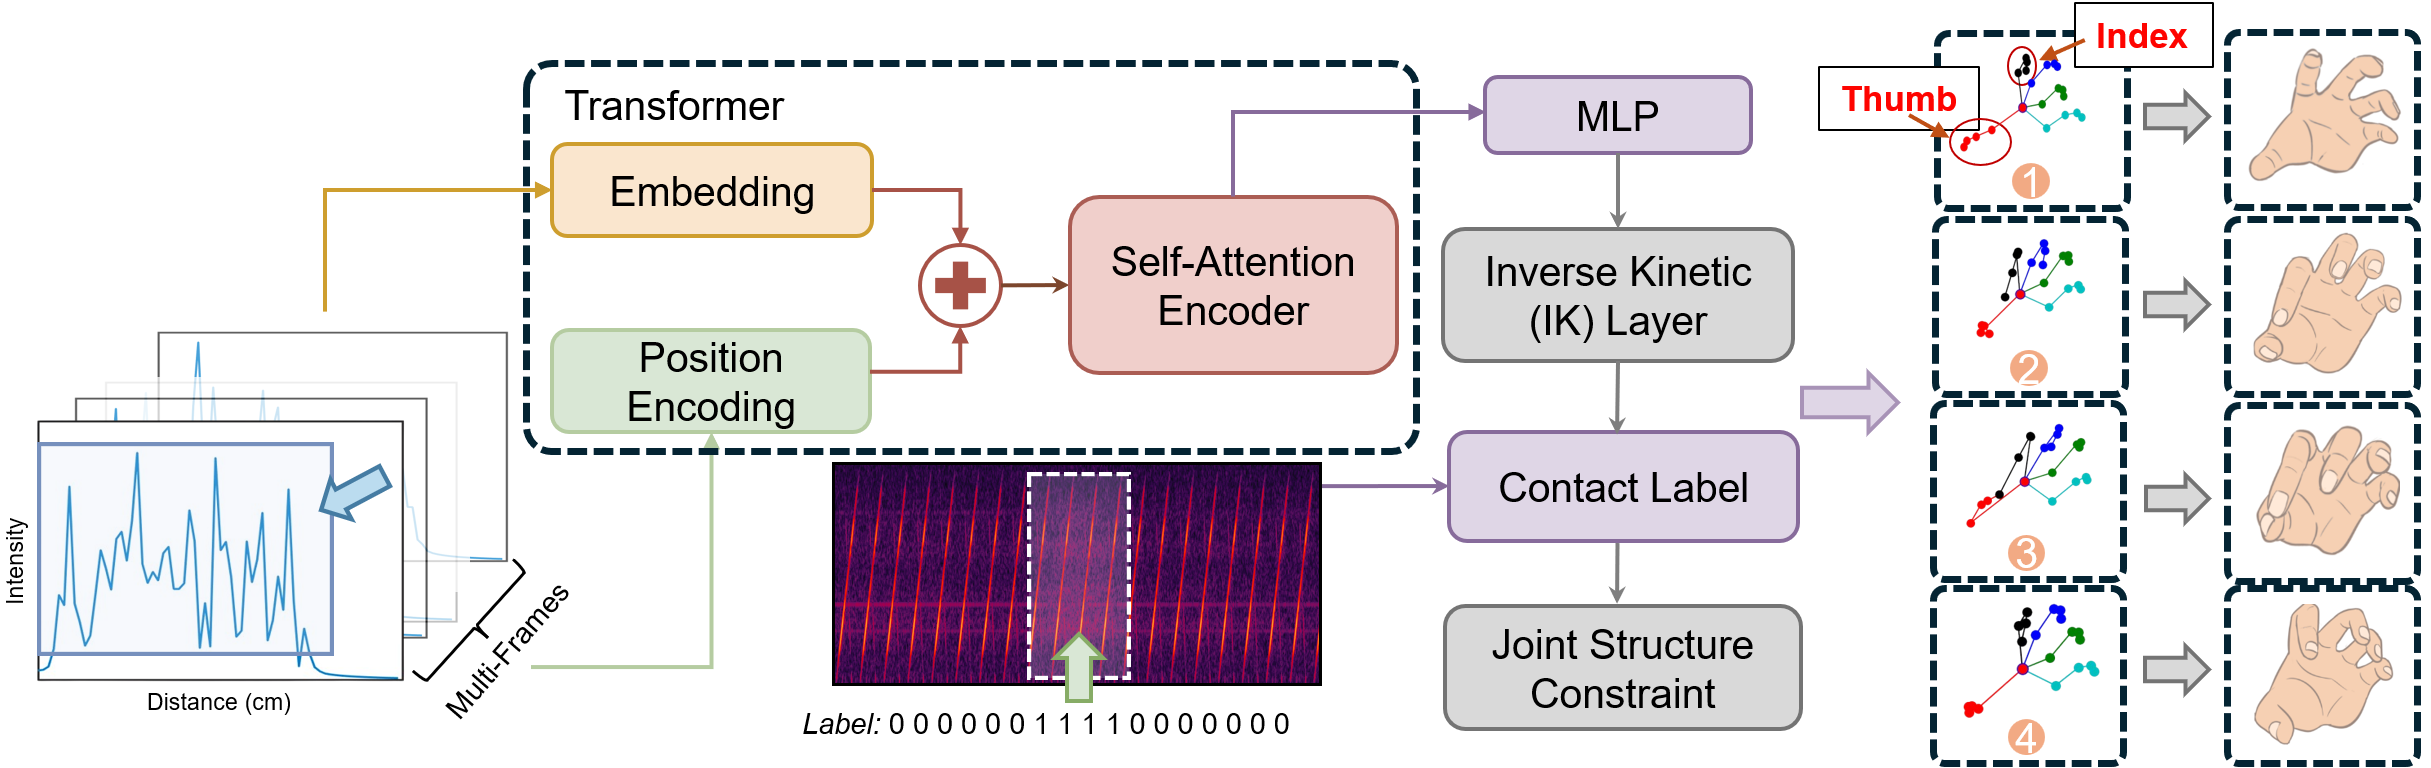 Transformer
Embedding
Position
Encoding
Self-Attention
Encoder
Intensity
Distance (cm)
Multi-Frames
Label: 0 0 0 0 0 0 1 1 1 1 0 0 0 0 0 0 0
MLP
Inverse Kinetic
(IK) Layer
Contact Label
Joint Structure
Constraint
Index
Thumb
1
2
3
4